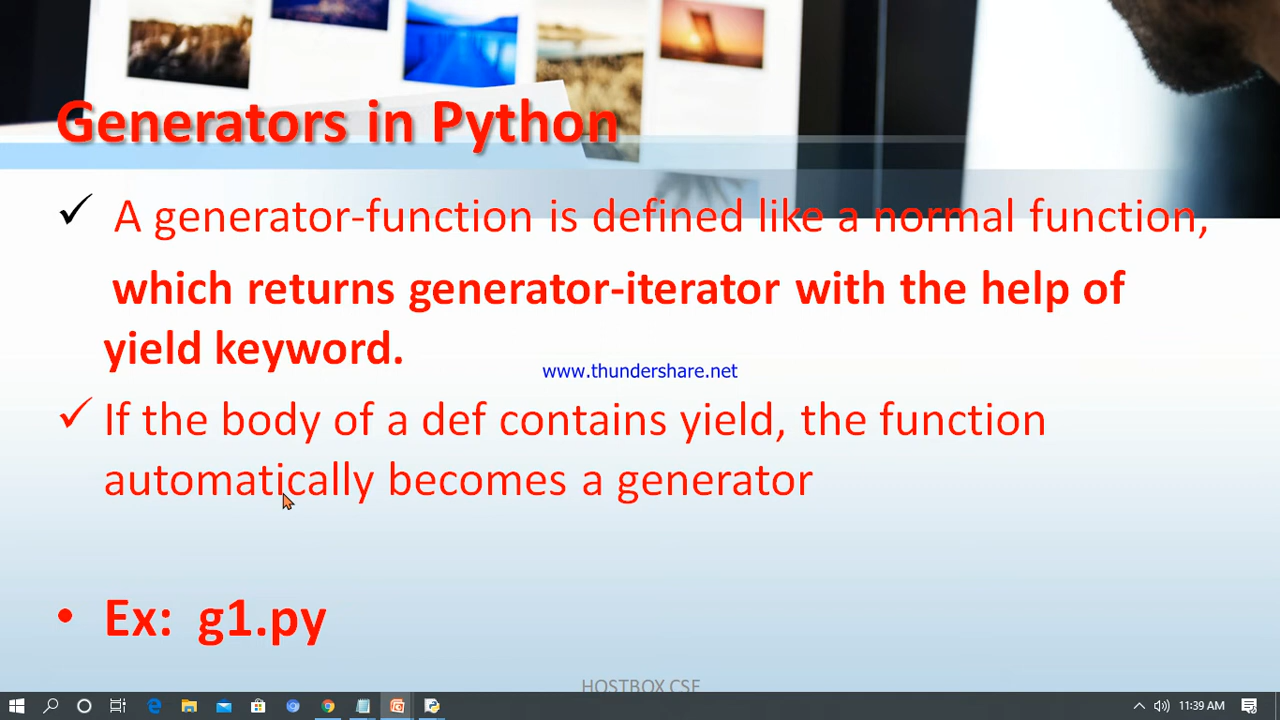 Generators in Python
✓ A generator-function is defined like a normal function,
which returns generator-iterator with the help of
yield keyword.
www.thundershare.net
✓ If the body of a def contains yield, the function
automatically becomes a generator
• Ex: g1.py
HOSTBOX CSE
11:39 AM